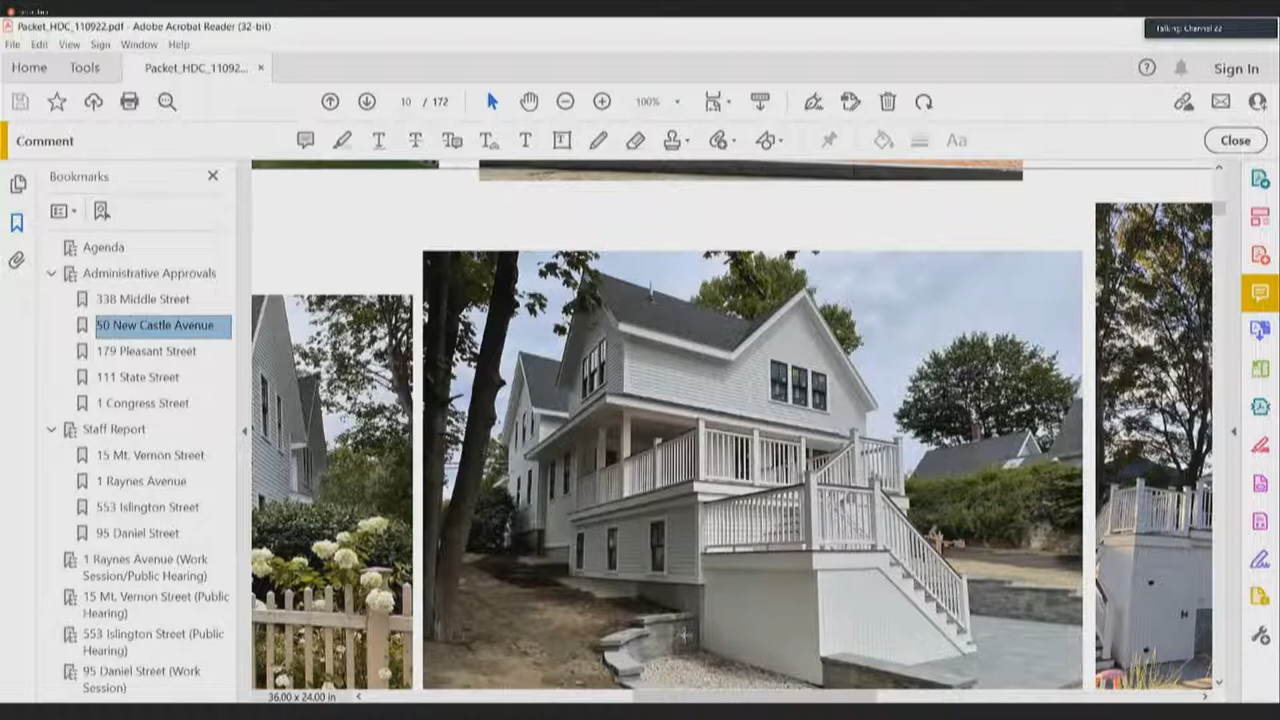 Packet_HDC_110922.pdf - Adobe Acrobat Reader (32-bit)
Talking: Channel 22
File Edit View Sign Window Help
Home Tools Packet_HDC_11092... ×
Sign In
10 / 172
100%
Comment
Close
Bookmarks
Agenda
Administrative Approvals
338 Middle Street
50 New Castle Avenue
179 Pleasant Street
111 State Street
1 Congress Street
Staff Report
15 Mt. Vernon Street
1 Raynes Avenue
553 Islington Street
95 Daniel Street
1 Raynes Avenue (Work
Session/Public Hearing)
15 Mt. Vernon Street (Public
Hearing)
553 Islington Street (Public
Hearing)
95 Daniel Street (Work
Session)
36.00 x 24.00 in